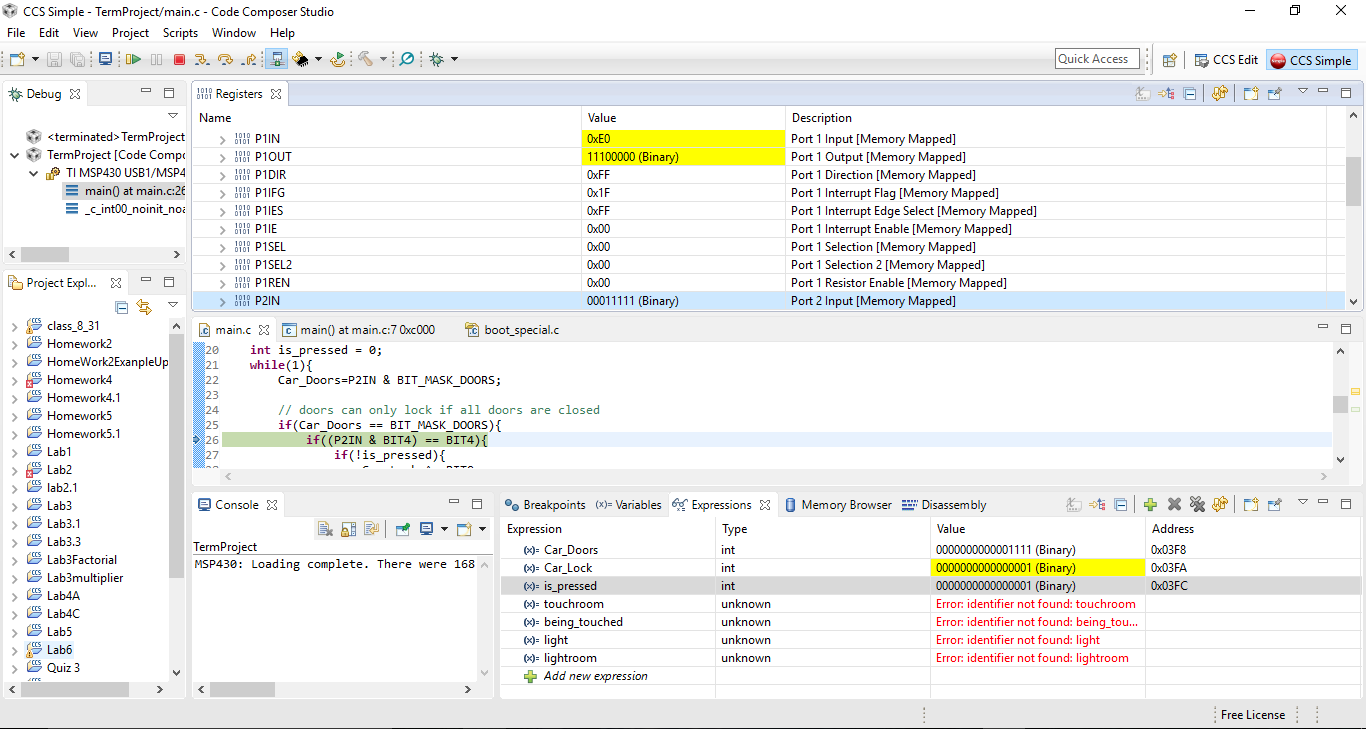 CCS Simple - TermProject/main.c - Code Composer Studio
File Edit View Project Scripts Window Help
Quick Access CCS Edit CCS Simple
Debug
<terminated> TermProject
TermProject [Code Compo
TI MSP430 USB1/MSP4
main() at main.c:26
_c_int00_noinit_noa
Project Expl...
class_8_31
Homework2
HomeWork2ExanpleUp
Homework4
Homework4.1
Homework5
Homework5.1
Lab1
Lab2
lab2.1
Lab3
Lab3.1
Lab3.3
Lab3Factorial
Lab3multiplier
Lab4A
Lab4C
Lab5
Lab6
Quiz 3
Registers
Name Value Description
P1IN 0xE0 Port 1 Input [Memory Mapped]
P1OUT 11100000 (Binary) Port 1 Output [Memory Mapped]
P1DIR 0xFF Port 1 Direction [Memory Mapped]
P1IFG 0x1F Port 1 Interrupt Flag [Memory Mapped]
P1IES 0xFF Port 1 Interrupt Edge Select [Memory Mapped]
P1IE 0x00 Port 1 Interrupt Enable [Memory Mapped]
P1SEL 0x00 Port 1 Selection [Memory Mapped]
P1SEL2 0x00 Port 1 Selection 2 [Memory Mapped]
P1REN 0x00 Port 1 Resistor Enable [Memory Mapped]
P2IN 00011111 (Binary) Port 2 Input [Memory Mapped]
main.c main() at main.c:7 0xc000 boot_special.c
20 int is_pressed = 0;
21 while(1){
22 Car_Doors=P2IN & BIT_MASK_DOORS;
23
24 // doors can only lock if all doors are closed
25 if(Car_Doors == BIT_MASK_DOORS){
26 if((P2IN & BIT4) == BIT4){
27 if(!is_pressed){
Console
TermProject
MSP430: Loading complete. There were 168
Breakpoints Variables Expressions Memory Browser Disassembly
Expression Type Value Address
Car_Doors int 0000000000001111 (Binary) 0x03F8
Car_Lock int 0000000000000001 (Binary) 0x03FA
is_pressed int 0000000000000001 (Binary) 0x03FC
touchroom unknown Error: identifier not found: touchroom
being_touched unknown Error: identifier not found: being_tou...
light unknown Error: identifier not found: light
lightroom unknown Error: identifier not found: lightroom
Add new expression
Free License